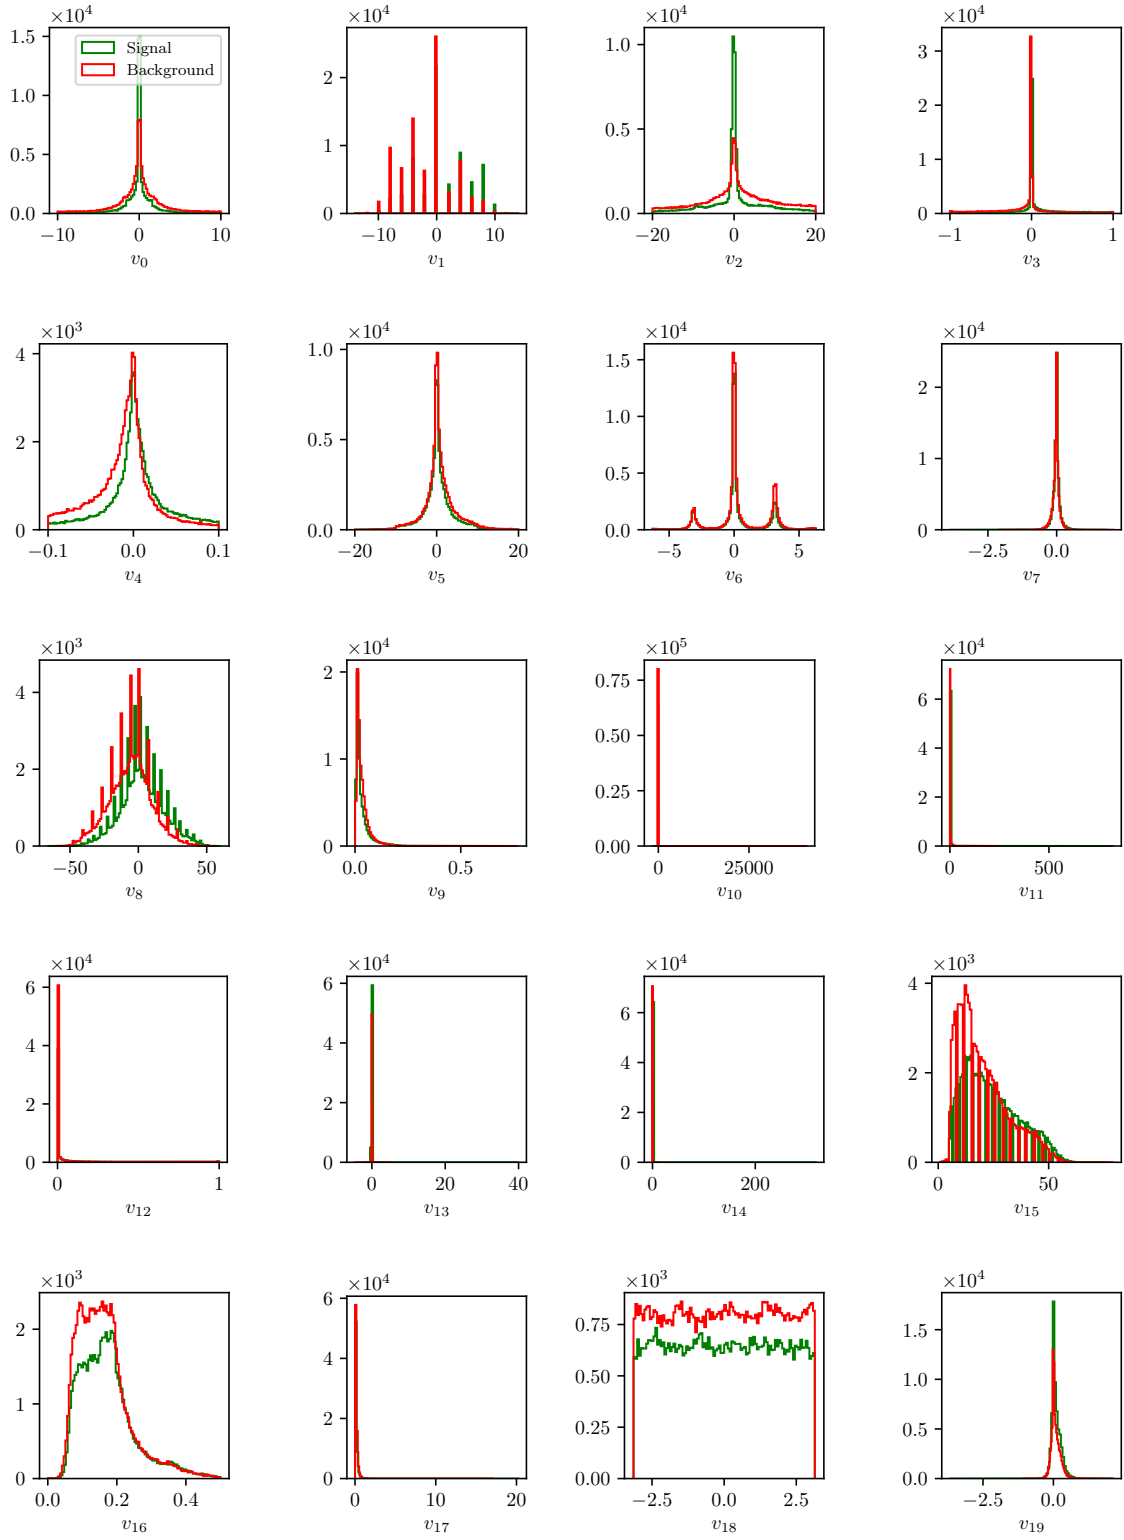 ×10⁴ ×10⁴ ×10⁴ ×10⁴
Signal
Background
1.5
1.0
0.5
0.0
−10 0 10
v₀
2
1
0
−10 0 10
v₁
1.0
0.5
0.0
−20 0 20
v₂
3
2
1
0
−1 0 1
v₃
×10³ ×10⁴ ×10⁴ ×10⁴
4
2
0
−0.1 0.0 0.1
v₄
1.0
0.5
0.0
−20 0 20
v₅
1.5
1.0
0.5
0.0
−5 0 5
v₆
2
1
0
−2.5 0.0
v₇
×10³ ×10⁴ ×10⁵ ×10⁴
4
2
0
−50 0 50
v₈
2
1
0
0.0 0.5
v₉
0.75
0.50
0.25
0.00
0 25000
v₁₀
6
4
2
0
0 500
v₁₁
×10⁴ ×10⁴ ×10⁴ ×10³
6
4
2
0
0 1
v₁₂
6
4
2
0
0 20 40
v₁₃
6
4
2
0
0 200
v₁₄
4
2
0
0 50
v₁₅
×10³ ×10⁴ ×10³ ×10⁴
2
1
0
0.0 0.2 0.4
v₁₆
6
4
2
0
0 10 20
v₁₇
0.75
0.50
0.25
0.00
−2.5 0.0 2.5
v₁₈
1.5
1.0
0.5
0.0
−2.5 0.0
v₁₉